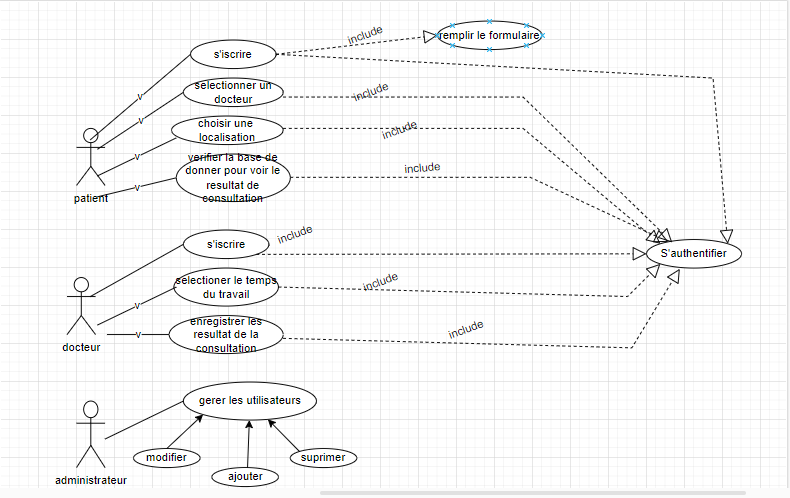 include
remplir le formulaire
s'iscrire
selectionner un
docteur
include
choisir une
localisation
include
verifier la base de
donner pour voir le
resultat de
consultation
include
patient
v
v
v
v
s'iscrire
include
S'authentifier
selectioner le temps
du travail
include
v
enregistrer les
resultat de la
consultation
include
v
docteur
gerer les utilisateurs
modifier
suprimer
ajouter
administrateur